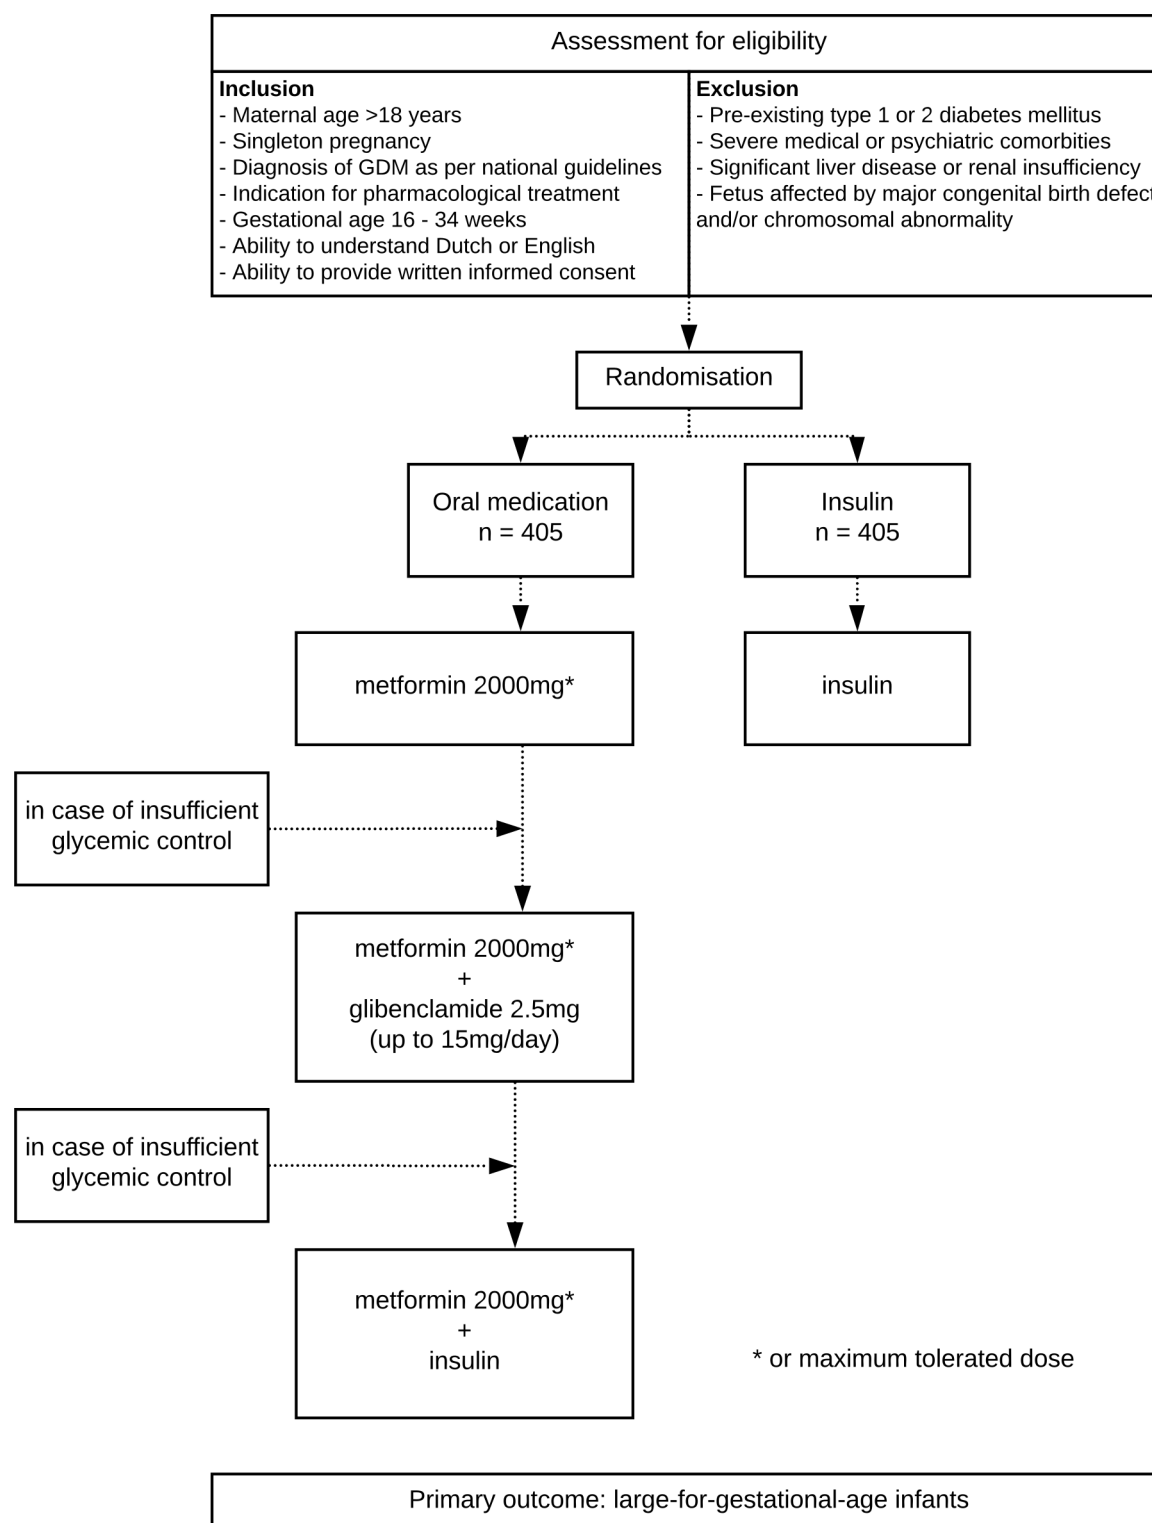 Assessment for eligibility
Inclusion
- Maternal age >18 years
- Singleton pregnancy
- Diagnosis of GDM as per national guidelines
- Indication for pharmacological treatment
- Gestational age 16 - 34 weeks
- Ability to understand Dutch or English
- Ability to provide written informed consent
Exclusion
- Pre-existing type 1 or 2 diabetes mellitus
- Severe medical or psychiatric comorbities
- Significant liver disease or renal insufficiency
- Fetus affected by major congenital birth defect
and/or chromosomal abnormality
Randomisation
Oral medication
n = 405
Insulin
n = 405
metformin 2000mg*
insulin
in case of insufficient
glycemic control
metformin 2000mg*
+
glibenclamide 2.5mg
(up to 15mg/day)
in case of insufficient
glycemic control
metformin 2000mg*
+
insulin
* or maximum tolerated dose
Primary outcome: large-for-gestational-age infants